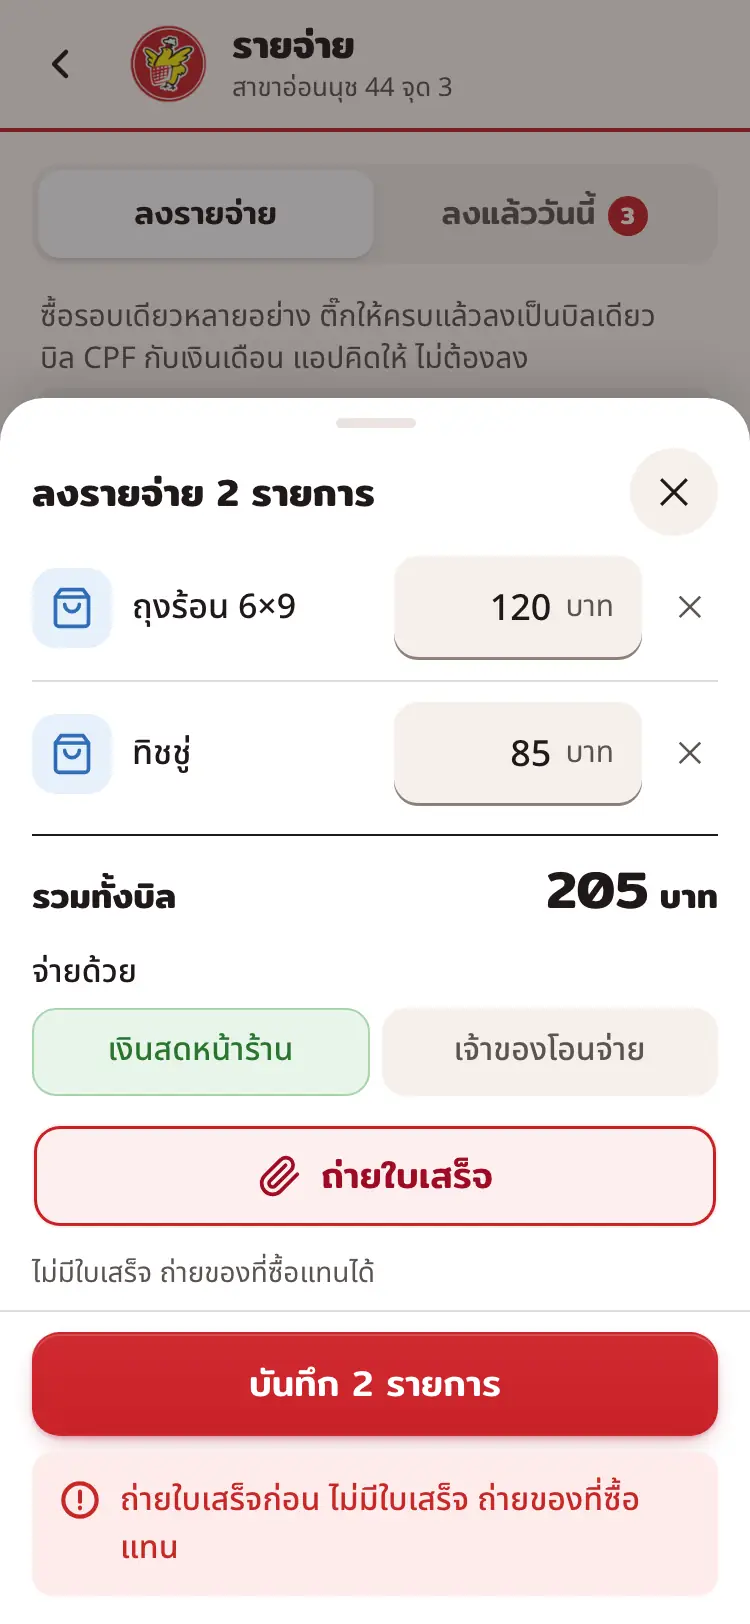 รายจ่าย
สาขาอ่อนนุช 44 จุด 3
ลงรายจ่าย
ลงแล้ววันนี้ 3
ซื้อรอบเดียวหลายอย่าง ติ๊กให้ครบแล้วลงเป็นบิลเดียว
บิล CPF กับเงินเดือน แอปคิดให้ ไม่ต้องลง
ลงรายจ่าย 2 รายการ
ถุงร้อน 6×9
120 บาท
ทิชชู่
85 บาท
รวมทั้งบิล
205 บาท
จ่ายด้วย
เงินสดหน้าร้าน
เจ้าของโอนจ่าย
ถ่ายใบเสร็จ
ไม่มีใบเสร็จ ถ่ายของที่ซื้อแทนได้
บันทึก 2 รายการ
ถ่ายใบเสร็จก่อน ไม่มีใบเสร็จ ถ่ายของที่ซื้อ
แทน